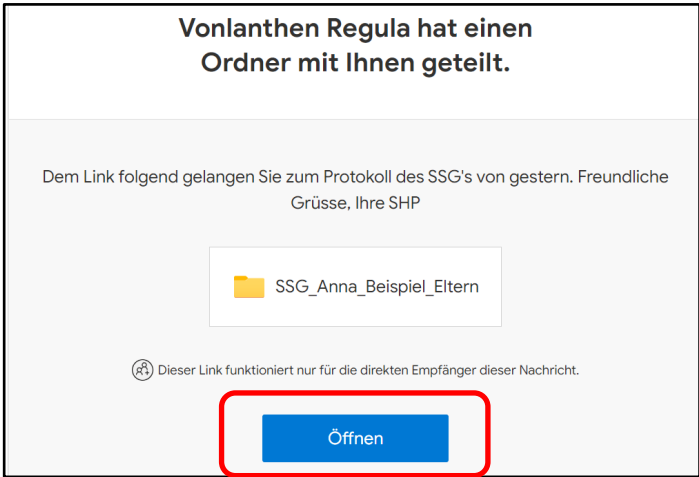 Vonlanthen Regula hat einen
Ordner mit Ihnen geteilt.
Dem Link folgend gelangen Sie zum Protokoll des SSG's von gestern. Freundliche
Grüsse, Ihre SHP
SSG_Anna_Beispiel_Eltern
Dieser Link funktioniert nur für die direkten Empfänger dieser Nachricht.
Öffnen